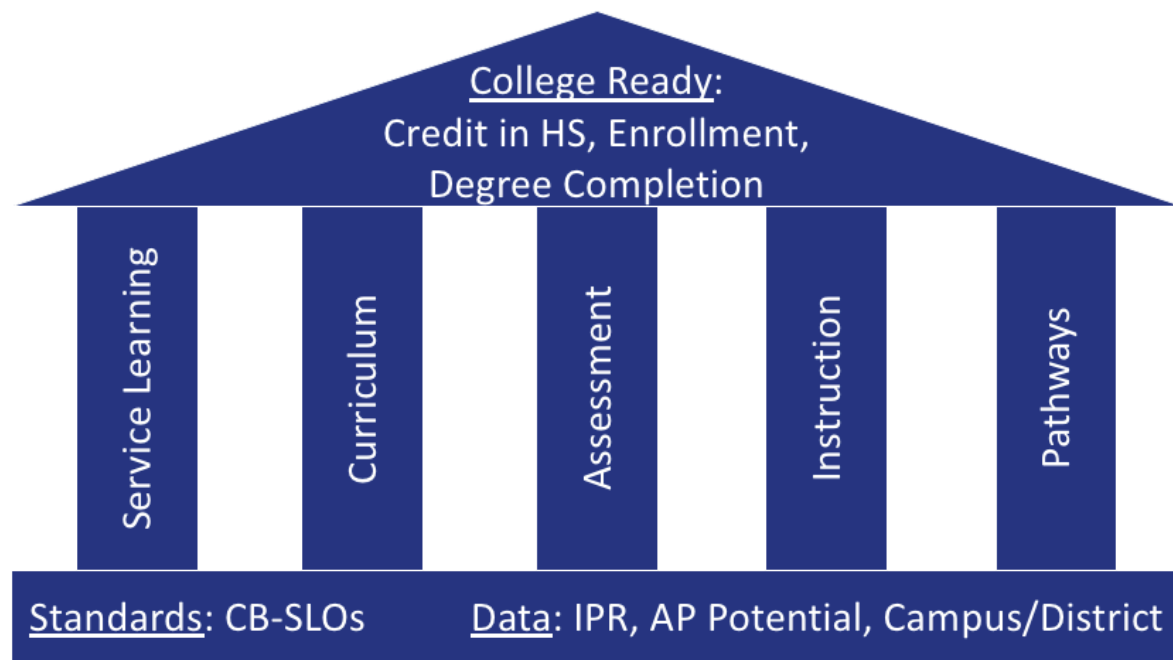 College Ready:
Credit in HS, Enrollment,
Degree Completion
Service Learning
Curriculum
Assessment
Instruction
Pathways
Standards: CB-SLOs
Data: IPR, AP Potential, Campus/District